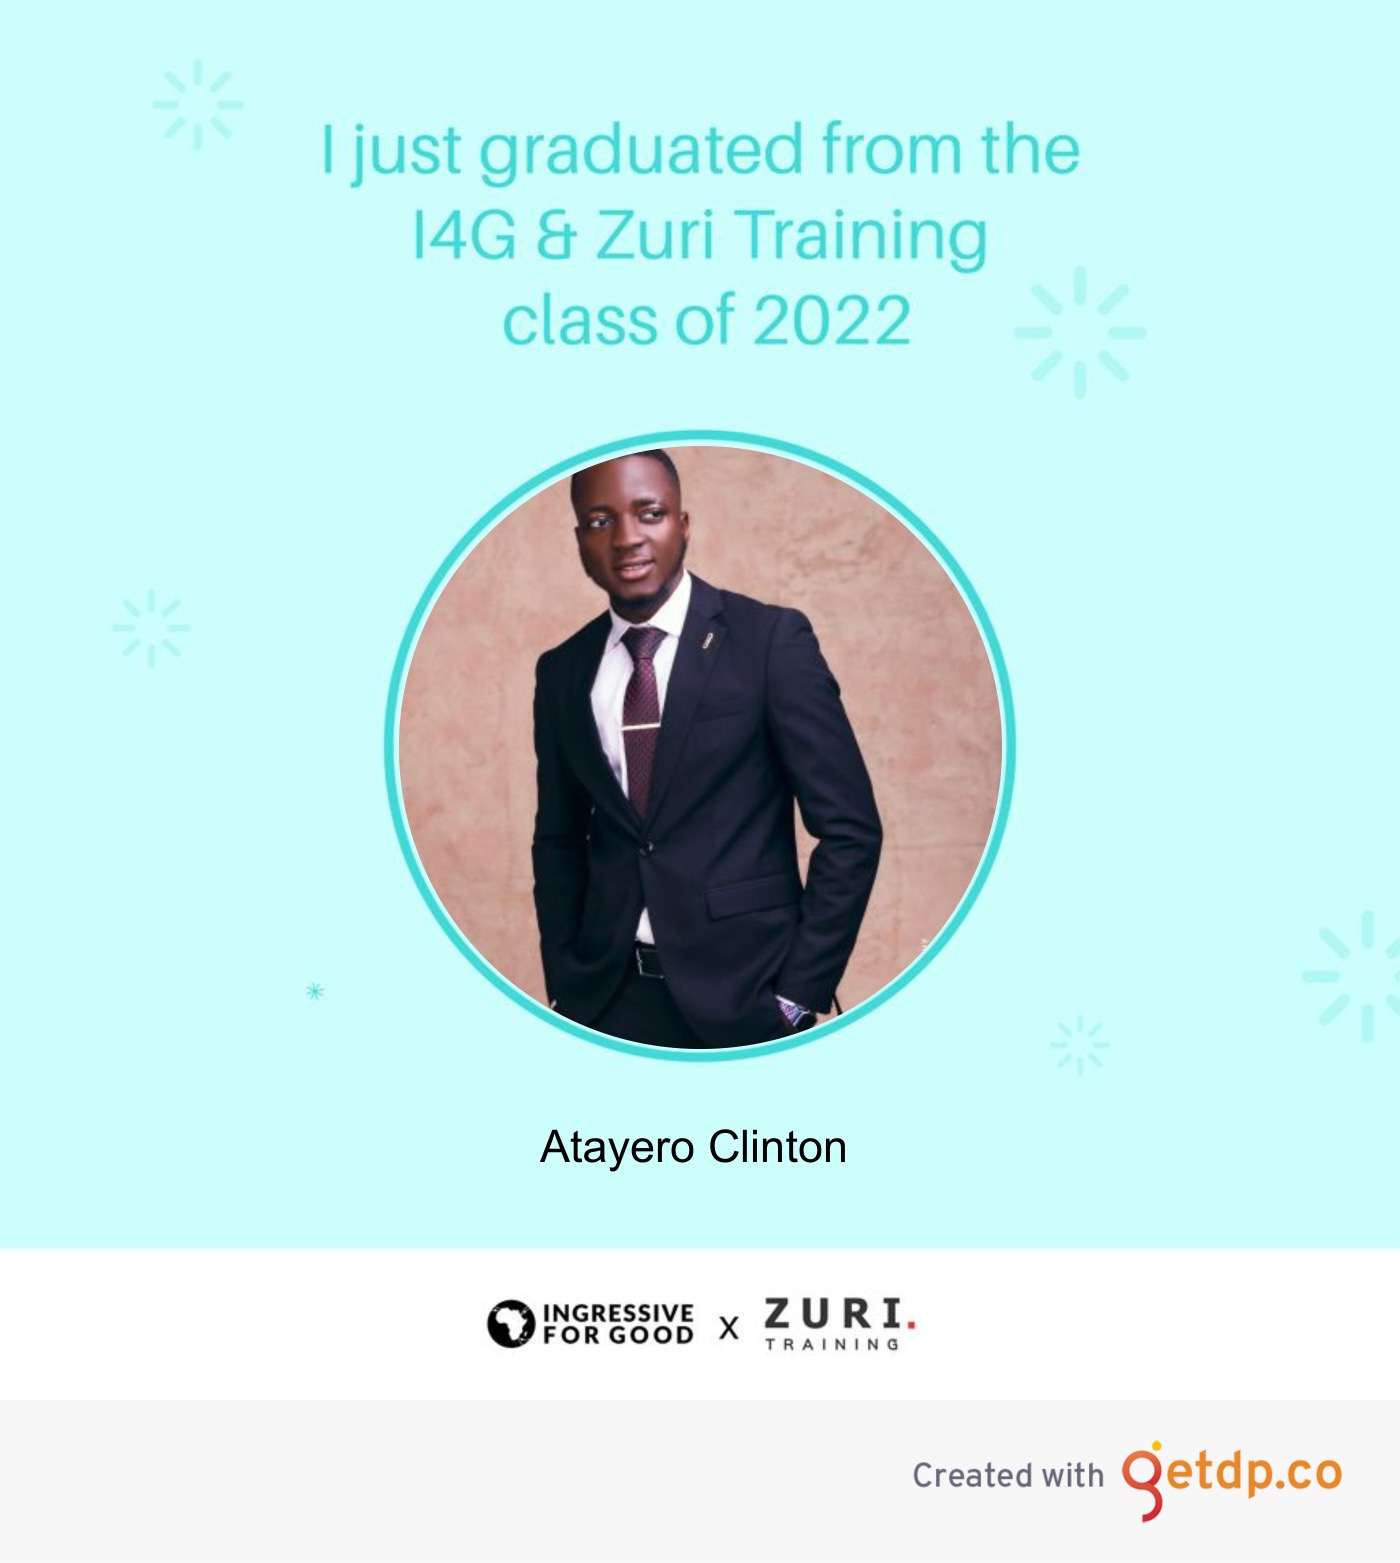 I just graduated from the
I4G & Zuri Training
class of 2022
Atayero Clinton
INGRESSIVE
FOR GOOD
x
ZURI.
TRAINING
Created with getdp.co